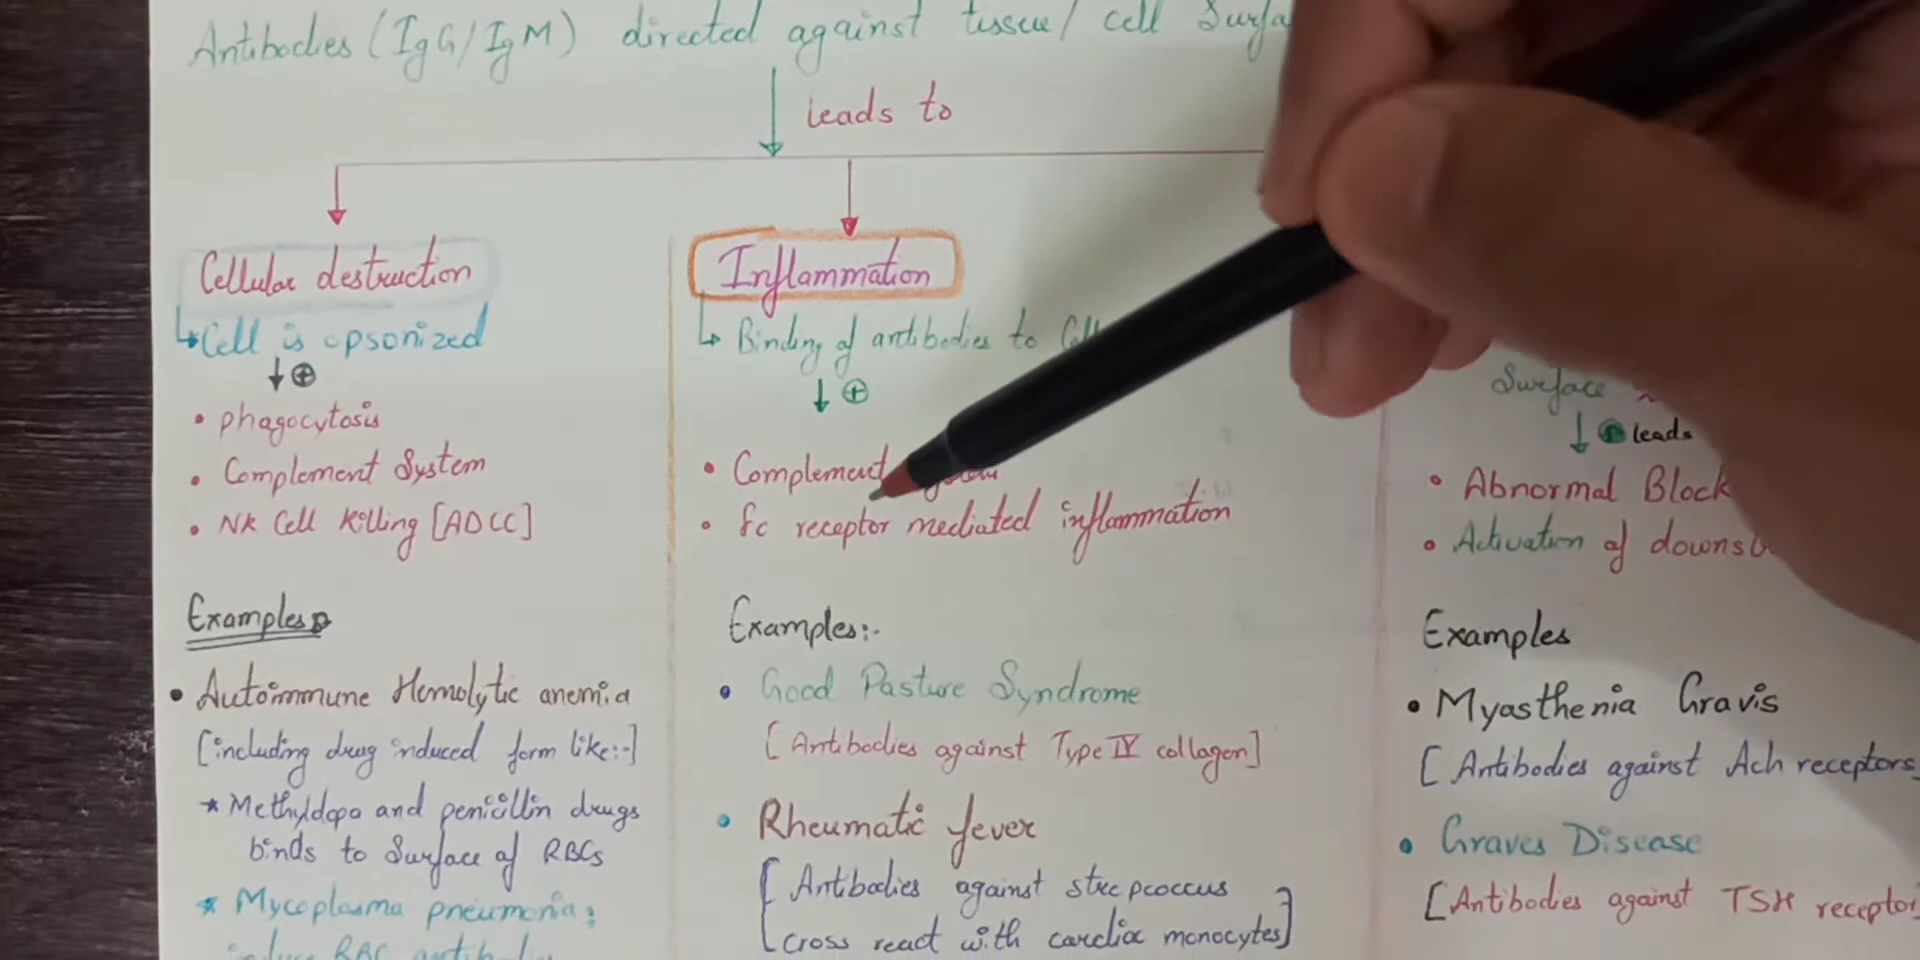 Antibodies (IgG/IgM) directed against tissue/ cell
leads to
Cellular destruction
Cell is opsonized
⊕
• Phagocytosis
• Complement System
• NK Cell Killing [ADCC]
Examples
• Autoimmune Hemolytic anemia
[including drug induced form like:-]
* Methyldopa and penicillin drugs
binds to Surface of RBCs
* Mycoplasma pneumonia:
induce RBC
Inflammation
Binding of antibodies to
⊕
• Complement
• Fc receptor mediated inflammation
Examples:-
• Good Pasture Syndrome
[Antibodies against Type IV collagen]
• Rheumatic fever
[Antibodies against strepcoccus
cross react with cardiac monocytes]
Surface
leads
• Abnormal Block
• Activation of
Examples
• Myasthenia Gravis
[Antibodies against Ach receptors
• Graves Disease
[Antibodies against TSH